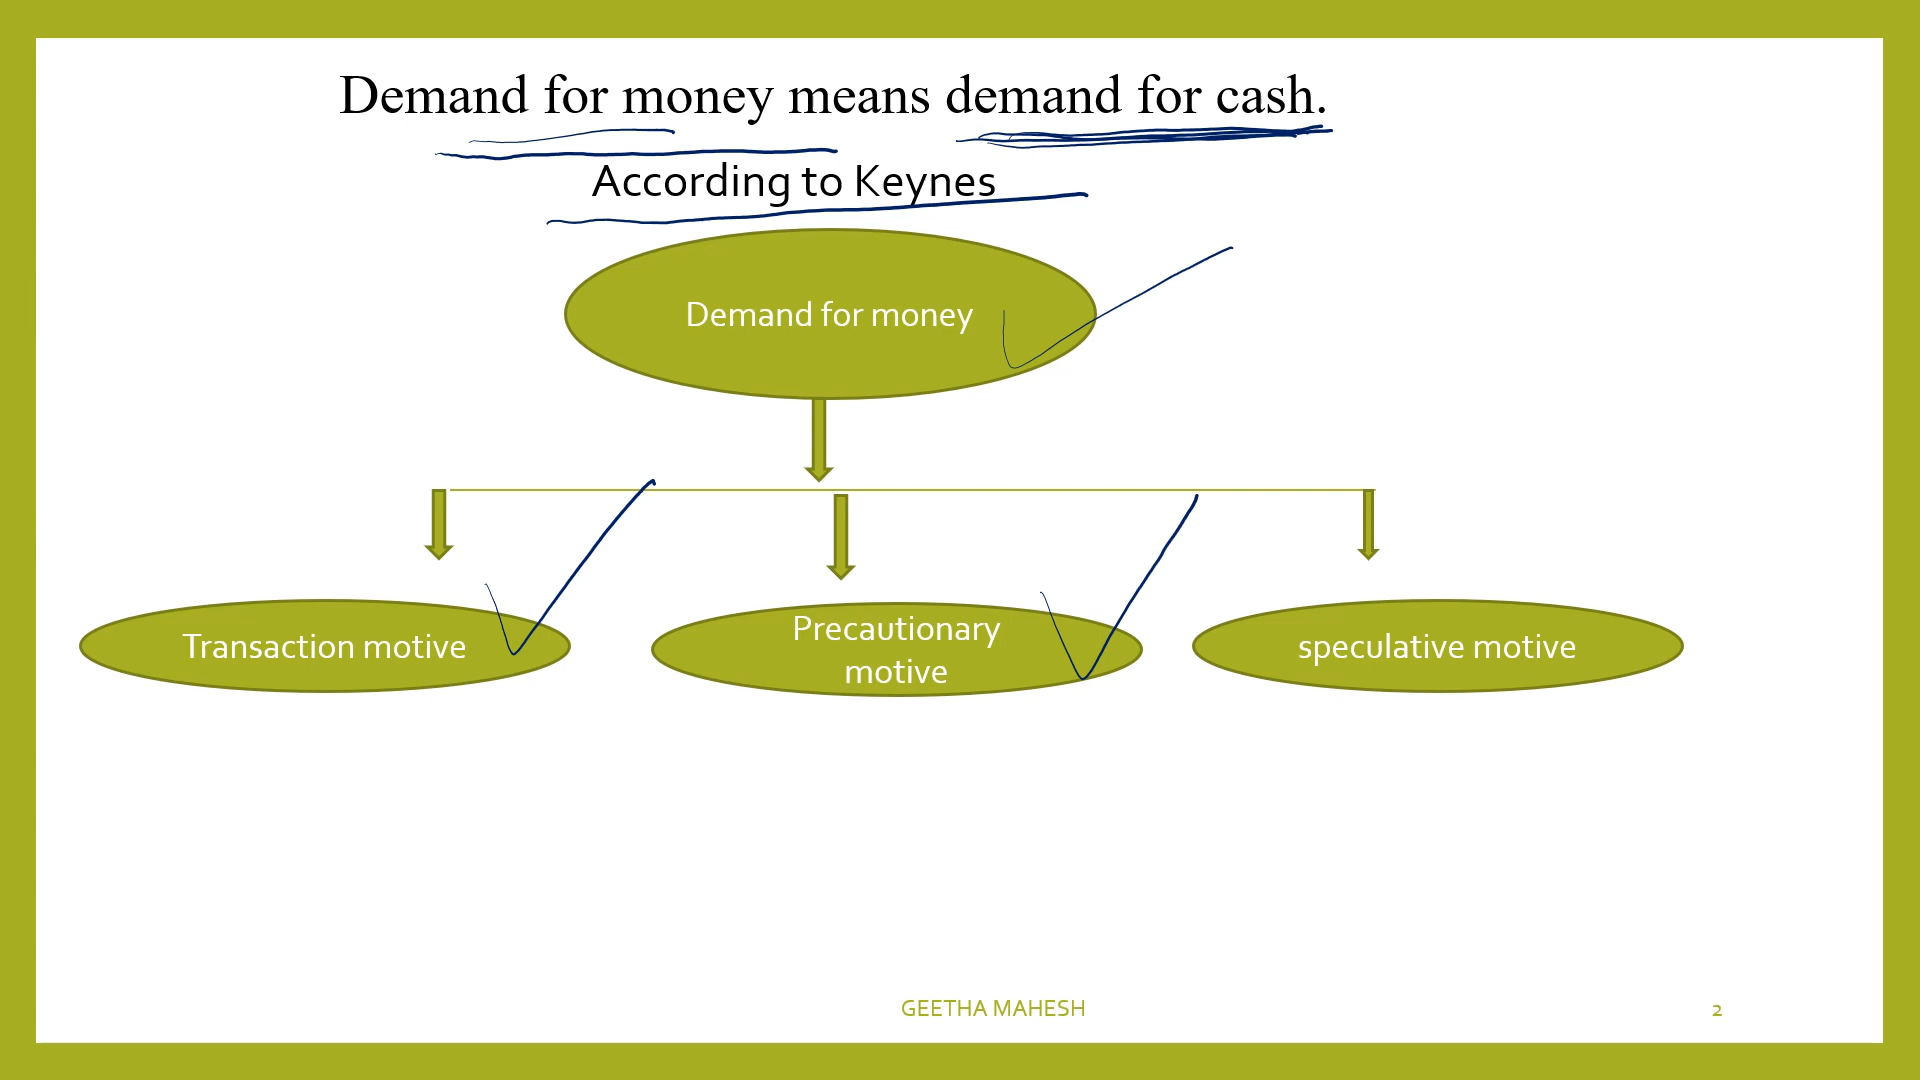 Demand for money means demand for cash.
According to Keynes
Demand for money
Transaction motive
Precautionary
motive
speculative motive
GEETHA MAHESH
2